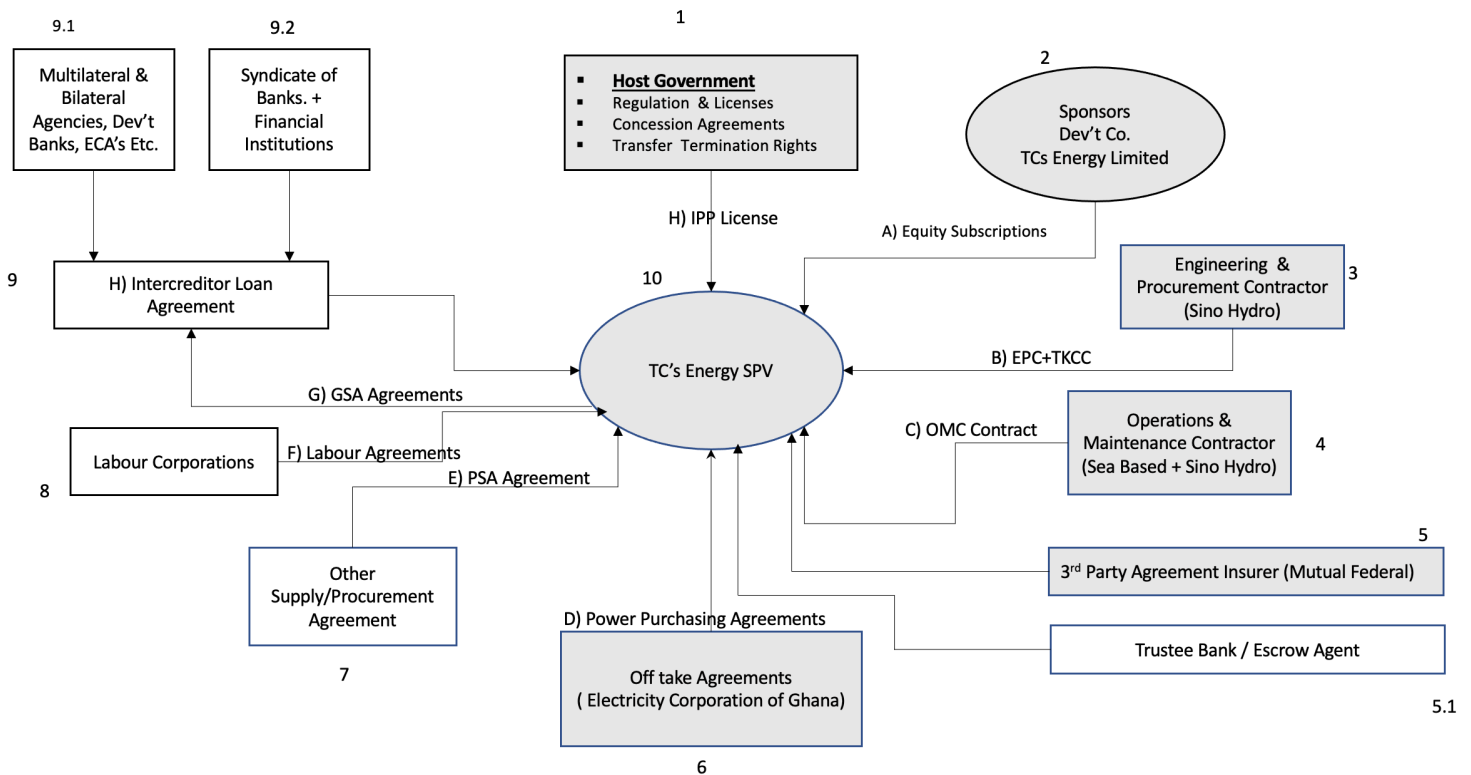 1
9.1
9.2
Multilateral &
Bilateral
Agencies, Dev't
Banks, ECA's Etc.
Syndicate of
Banks. +
Financial
Institutions
▪ Host Government
▪ Regulation & Licenses
▪ Concession Agreements
▪ Transfer Termination Rights
2
Sponsors
Dev't Co.
TCs Energy Limited
H) IPP License
A) Equity Subscriptions
9
H) Intercreditor Loan
Agreement
10
Engineering &
Procurement Contractor
(Sino Hydro)
3
TC's Energy SPV
B) EPC+TKCC
G) GSA Agreements
C) OMC Contract
Operations &
Maintenance Contractor
(Sea Based + Sino Hydro)
4
Labour Corporations
F) Labour Agreements
8
E) PSA Agreement
5
3rd Party Agreement Insurer (Mutual Federal)
Other
Supply/Procurement
Agreement
7
D) Power Purchasing Agreements
Off take Agreements
( Electricity Corporation of Ghana)
6
Trustee Bank / Escrow Agent
5.1